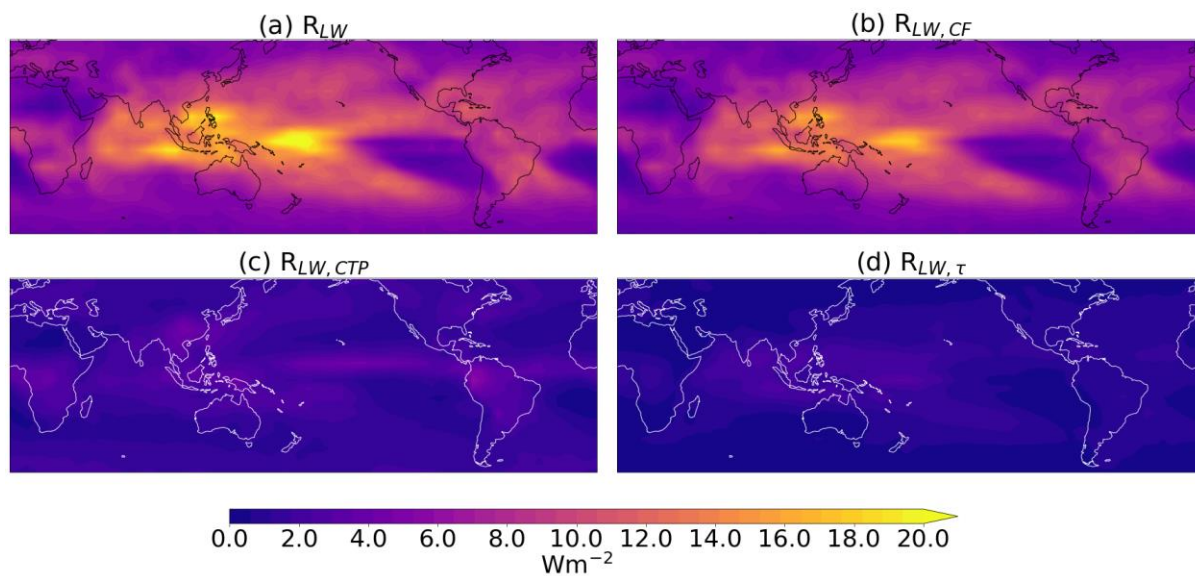 (a) R_LW
(b) R_LW, CF
(c) R_LW, CTP
(d) R_LW, τ
0.0 2.0 4.0 6.0 8.0 10.0 12.0 14.0 16.0 18.0 20.0
Wm⁻²